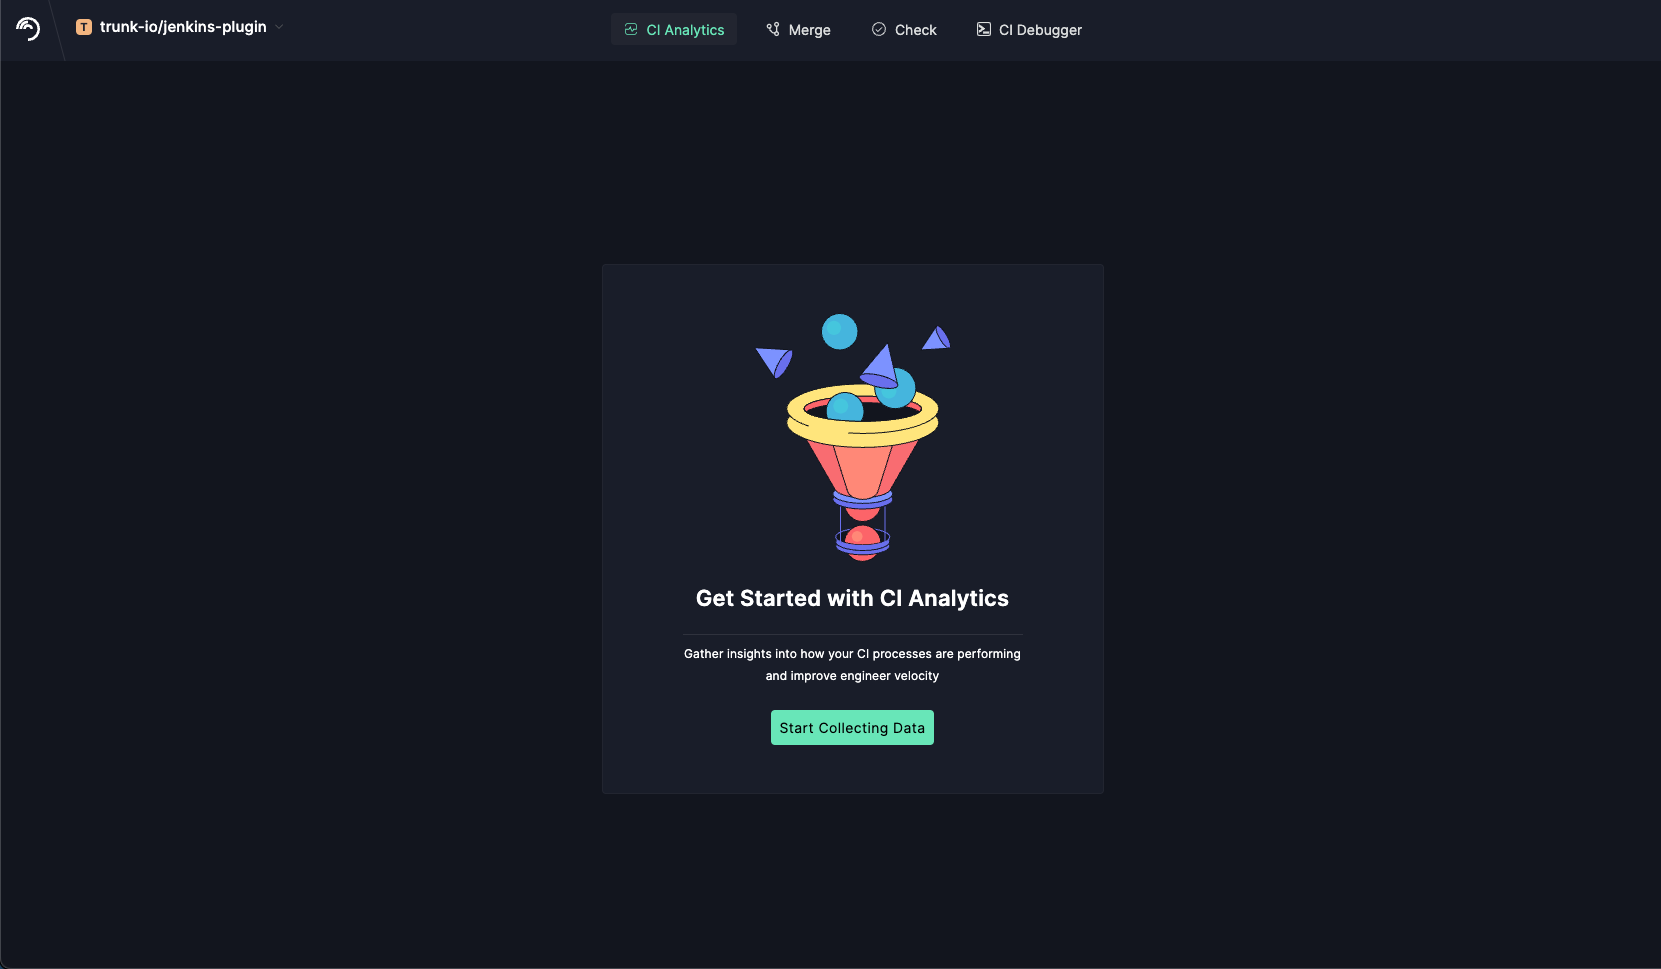 T trunk-io/jenkins-plugin
CI Analytics
Merge
Check
CI Debugger
Get Started with CI Analytics
Gather insights into how your CI processes are performing
and improve engineer velocity
Start Collecting Data